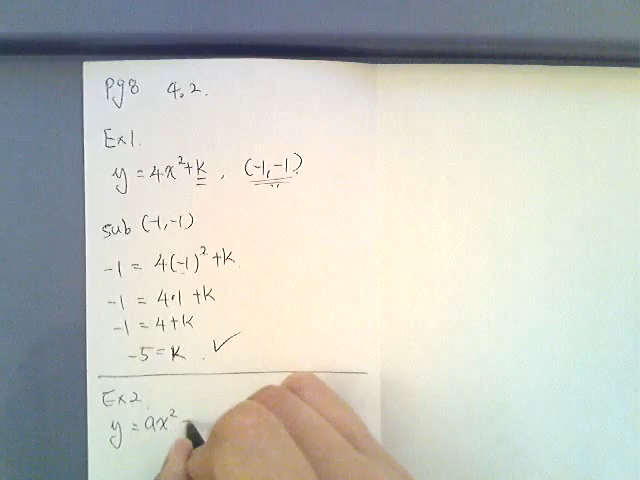 Pg8 4.2.
Ex1.
y = 4x²+k , (-1,-1)
sub (-1,-1)
-1 = 4(-1)² +k
-1 = 4·1 +k
-1 = 4+k
-5 = k . ✓
Ex2.
y = ax² -